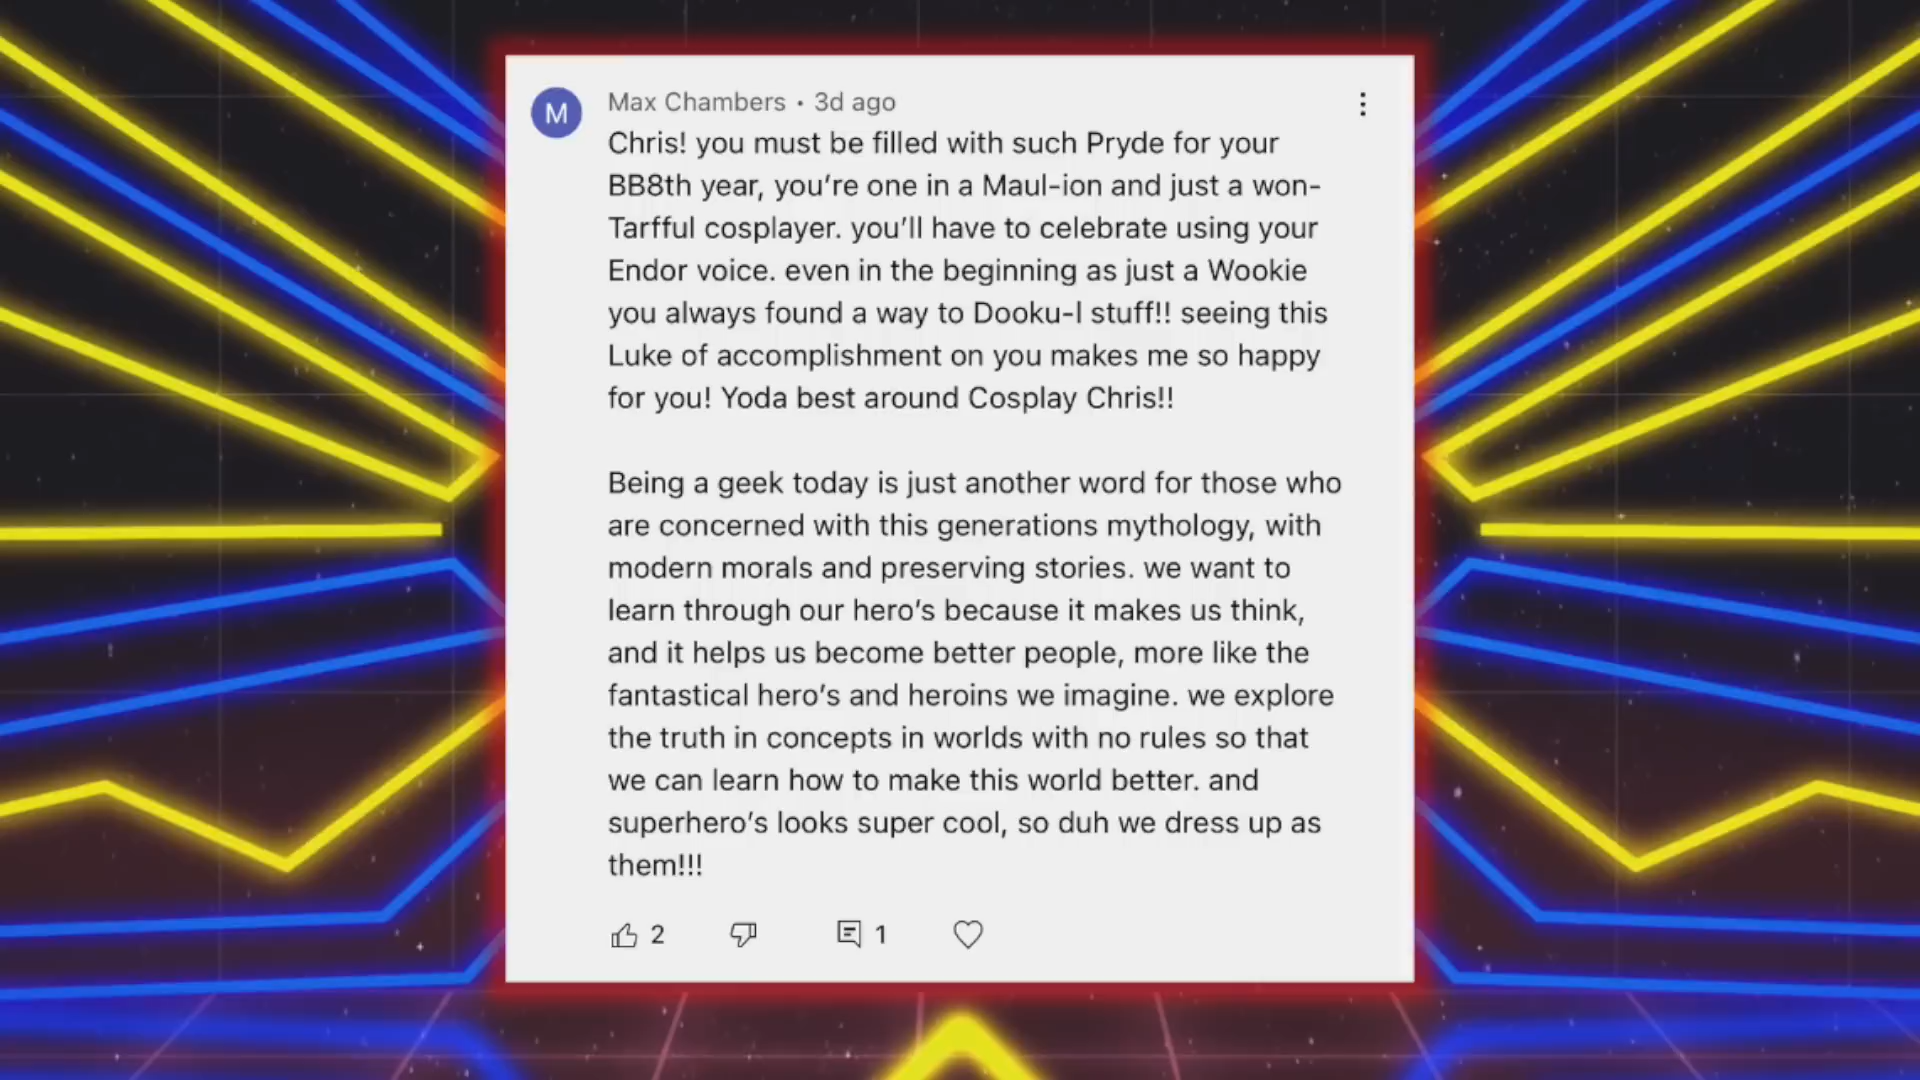 M
Max Chambers • 3d ago
Chris! you must be filled with such Pryde for your
BB8th year, you’re one in a Maul-ion and just a won-
Tarfful cosplayer. you’ll have to celebrate using your
Endor voice. even in the beginning as just a Wookie
you always found a way to Dooku-l stuff!! seeing this
Luke of accomplishment on you makes me so happy
for you! Yoda best around Cosplay Chris!!
Being a geek today is just another word for those who
are concerned with this generations mythology, with
modern morals and preserving stories. we want to
learn through our hero’s because it makes us think,
and it helps us become better people, more like the
fantastical hero’s and heroins we imagine. we explore
the truth in concepts in worlds with no rules so that
we can learn how to make this world better. and
superhero’s looks super cool, so duh we dress up as
them!!!
2 1